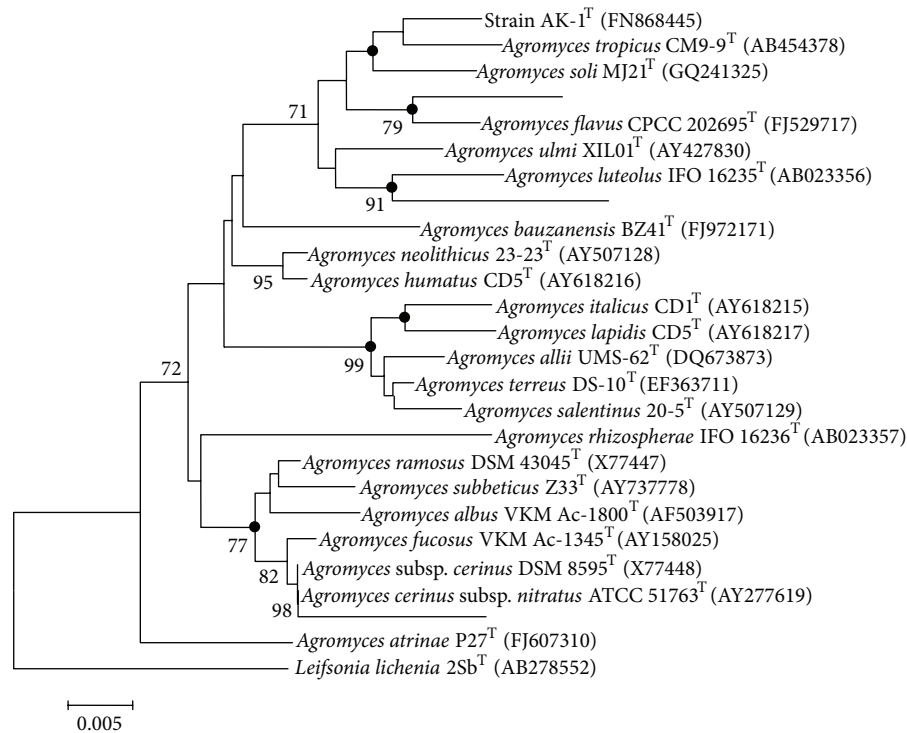 Strain AK-1T (FN868445)
Agromyces tropicus CM9-9T (AB454378)
Agromyces soli MJ21T (GQ241325)
71
79
Agromyces flavus CPCC 202695T (FJ529717)
Agromyces ulmi XIL01T (AY427830)
Agromyces luteolus IFO 16235T (AB023356)
91
Agromyces bauzanensis BZ41T (FJ972171)
Agromyces neolithicus 23-23T (AY507128)
95
Agromyces humatus CD5T (AY618216)
Agromyces italicus CD1T (AY618215)
Agromyces lapidis CD5T (AY618217)
99
Agromyces allii UMS-62T (DQ673873)
72
Agromyces terreus DS-10T (EF363711)
Agromyces salentinus 20-5T (AY507129)
Agromyces rhizospherae IFO 16236T (AB023357)
Agromyces ramosus DSM 43045T (X77447)
Agromyces subbeticus Z33T (AY737778)
Agromyces albus VKM Ac-1800T (AF503917)
77
Agromyces fucosus VKM Ac-1345T (AY158025)
82
Agromyces subsp. cerinus DSM 8595T (X77448)
Agromyces cerinus subsp. nitratus ATCC 51763T (AY277619)
98
Agromyces atrinae P27T (FJ607310)
Leifsonia lichenia 2SbT (AB278552)
0.005